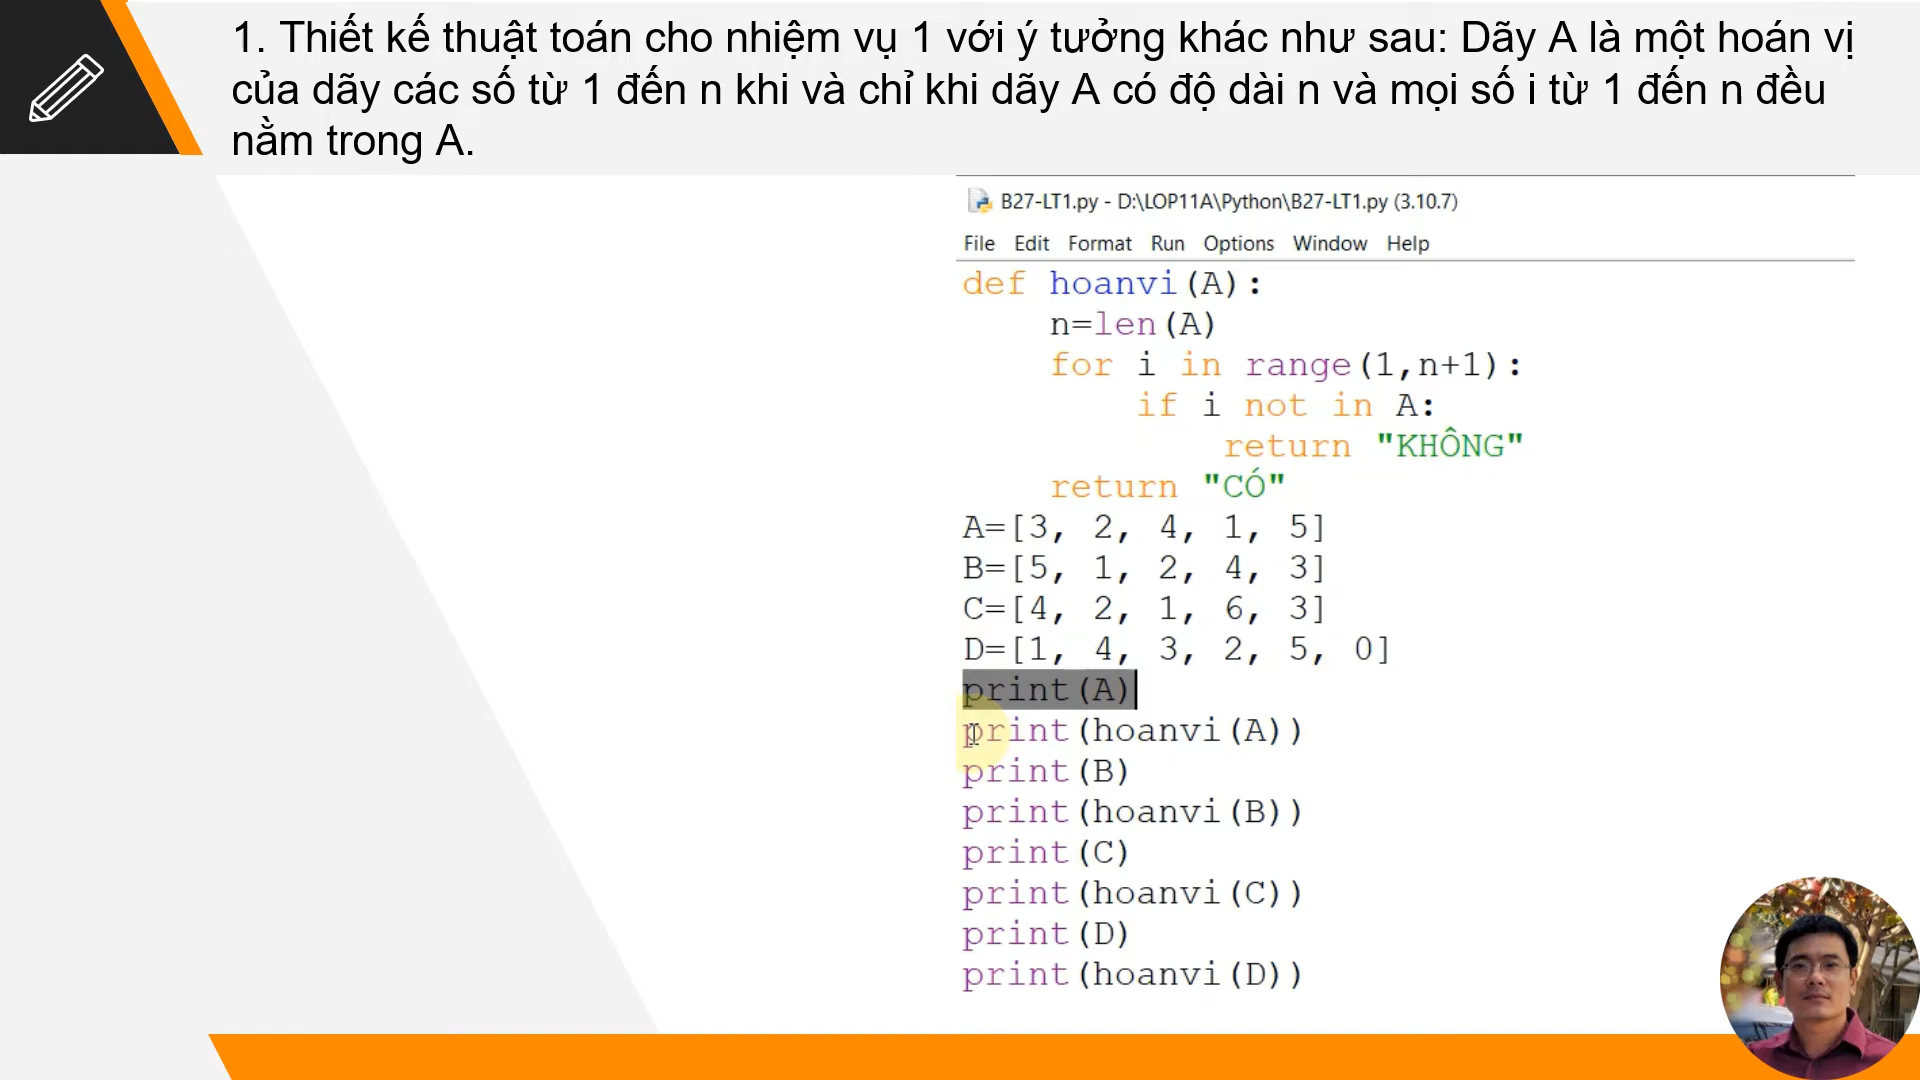 1. Thiết kế thuật toán cho nhiệm vụ 1 với ý tưởng khác như sau: Dãy A là một hoán vị
của dãy các số từ 1 đến n khi và chỉ khi dãy A có độ dài n và mọi số i từ 1 đến n đều
nằm trong A.
B27-LT1.py - D:\LOP11A\Python\B27-LT1.py (3.10.7)
File Edit Format Run Options Window Help
def hoanvi(A):
    n=len(A)
    for i in range(1,n+1):
        if i not in A:
            return "KHÔNG"
    return "CÓ"
A=[3, 2, 4, 1, 5]
B=[5, 1, 2, 4, 3]
C=[4, 2, 1, 6, 3]
D=[1, 4, 3, 2, 5, 0]
print(A)
print(hoanvi(A))
print(B)
print(hoanvi(B))
print(C)
print(hoanvi(C))
print(D)
print(hoanvi(D))